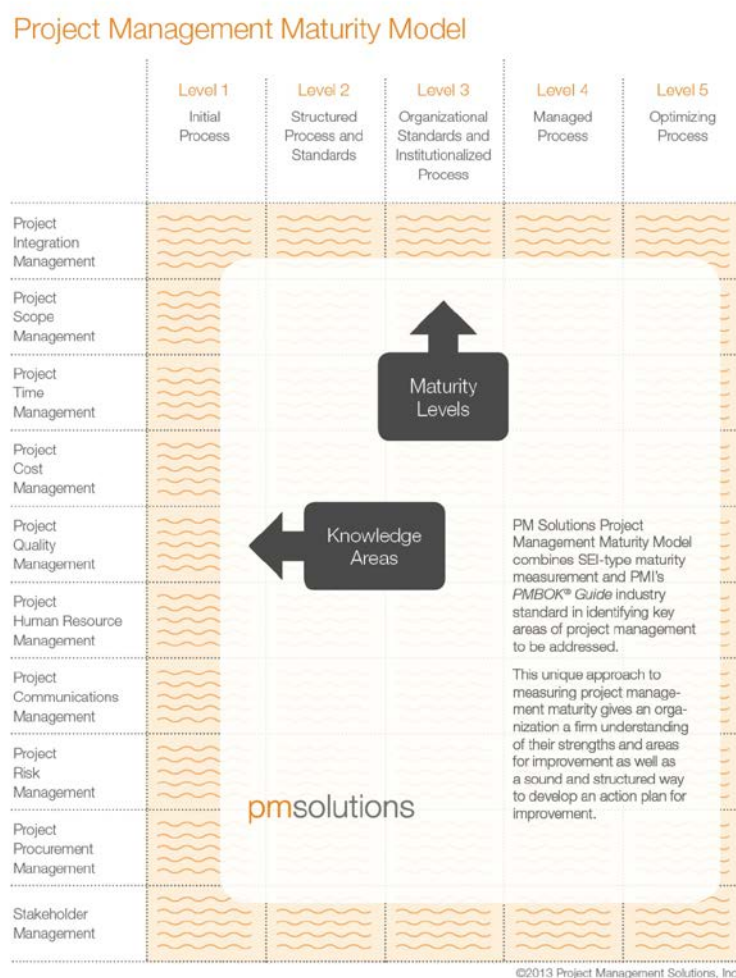 Project Management Maturity Model
Level 1
Initial
Process
Level 2
Structured
Process and
Standards
Level 3
Organizational
Standards and
Institutionalized
Process
Level 4
Managed
Process
Level 5
Optimizing
Process
Project
Integration
Management
Project
Scope
Management
Project
Time
Management
Project
Cost
Management
Project
Quality
Management
Project
Human Resource
Management
Project
Communications
Management
Project
Risk
Management
Project
Procurement
Management
Stakeholder
Management
Maturity
Levels
Knowledge
Areas
PM Solutions Project
Management Maturity Model
combines SEI-type maturity
measurement and PMI's
PMBOK® Guide industry
standard in identifying key
areas of project management
to be addressed.
This unique approach to
measuring project manage-
ment maturity gives an orga-
nization a firm understanding
of their strengths and areas
for improvement as well as
a sound and structured way
to develop an action plan for
improvement.
pmsolutions
©2013 Project Management Solutions, Inc